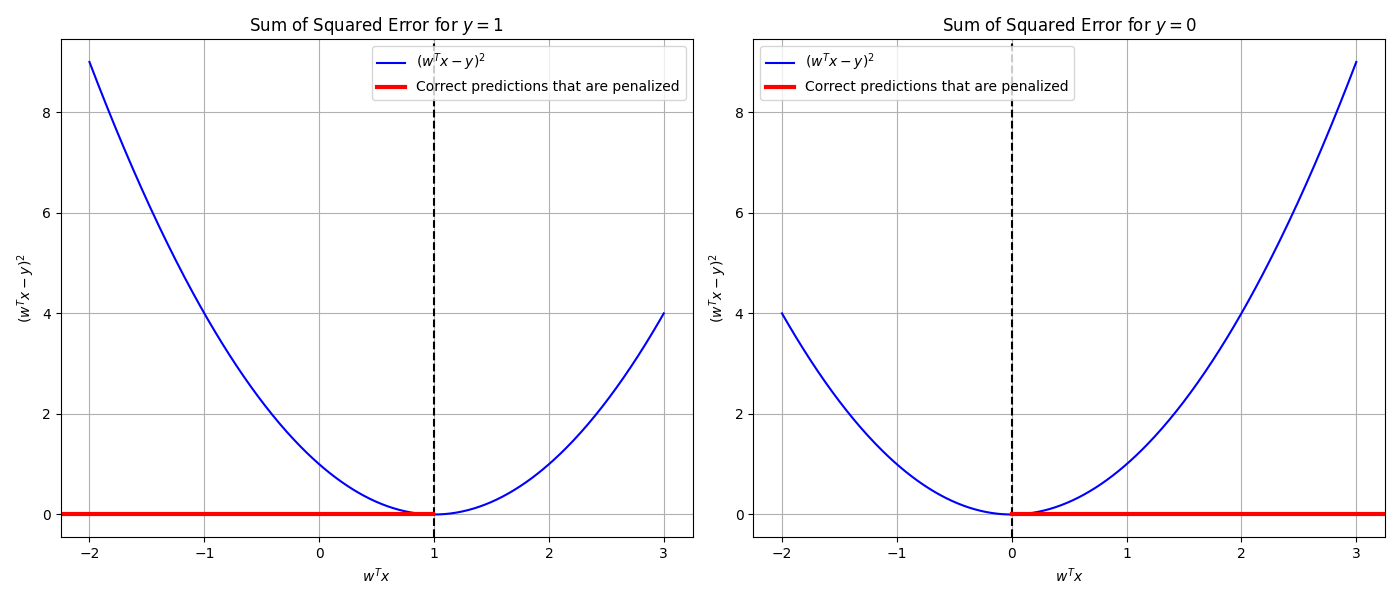 Sum of Squared Error for $y = 1$
$(w^T x - y)^2$
Correct predictions that are penalized
8
6
4
2
0
$(w^T x - y)^2$
−2 −1 0 1 2 3
$w^T x$
Sum of Squared Error for $y = 0$
$(w^T x - y)^2$
Correct predictions that are penalized
8
6
4
2
0
$(w^T x - y)^2$
−2 −1 0 1 2 3
$w^T x$